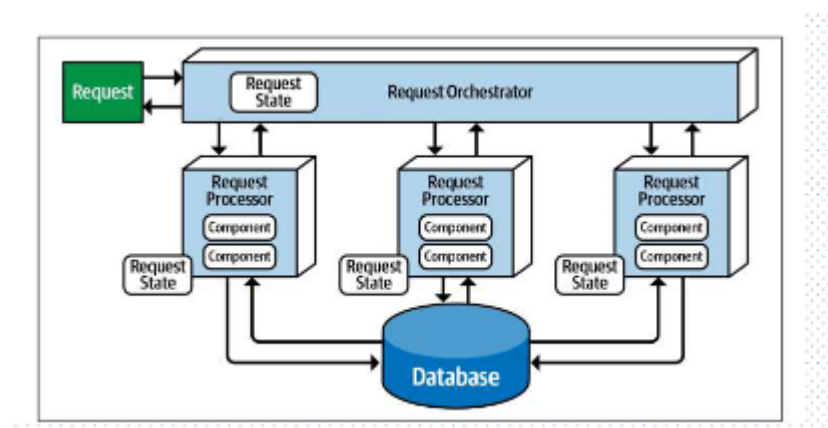 Request
Request
State
Request Orchestrator
Request
Processor
Component
Component
Request
State
Request
Processor
Component
Component
Request
State
Request
Processor
Component
Component
Request
State
Database